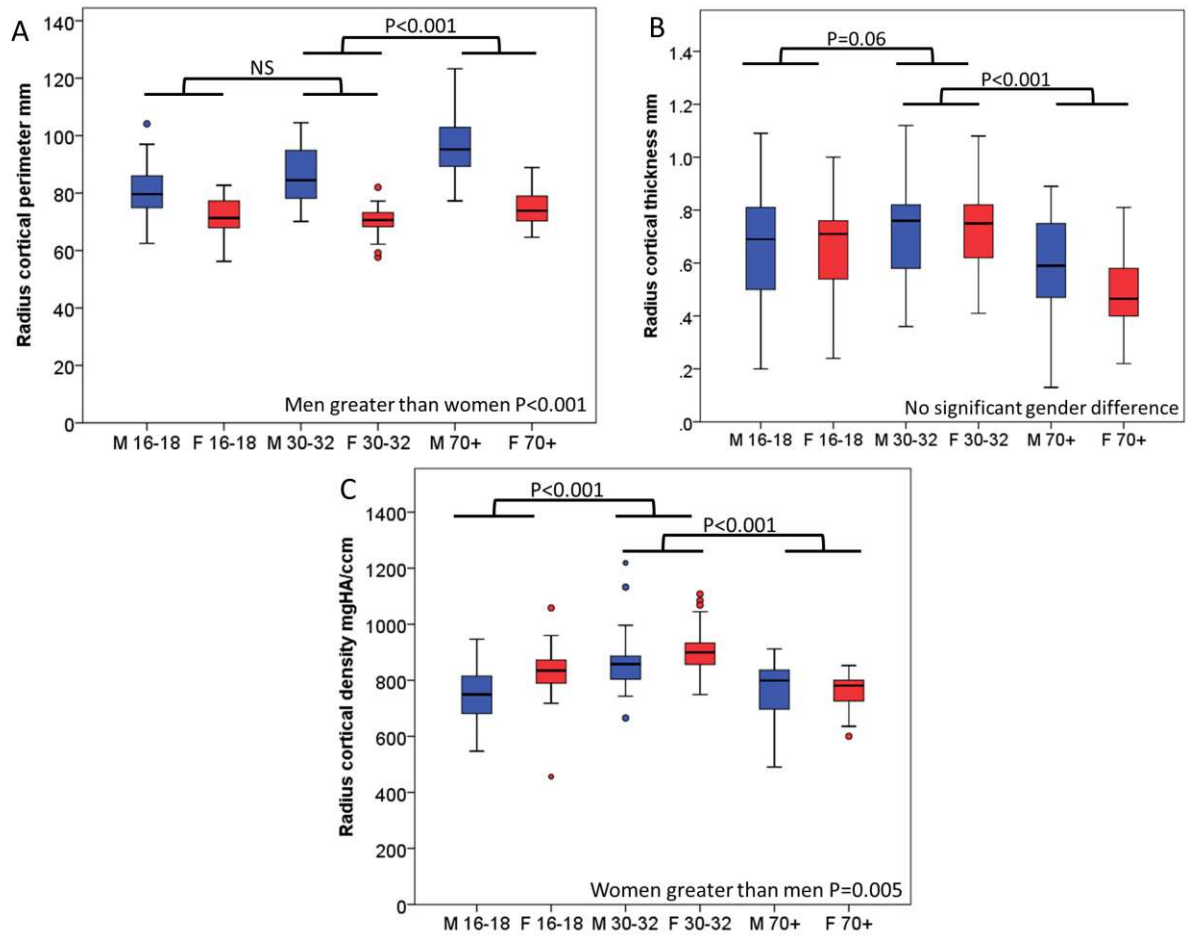 A
Radius cortical perimeter mm
140
120
100
80
60
40
20
0
NS
P<0.001
Men greater than women P<0.001
M 16-18 F 16-18 M 30-32 F 30-32 M 70+ F 70+
B
Radius cortical thickness mm
1.4
1.2
1.0
.8
.6
.4
.2
.0
P=0.06
P<0.001
No significant gender difference
M 16-18 F 16-18 M 30-32 F 30-32 M 70+ F 70+
C
Radius cortical density mgHA/ccm
1400
1200
1000
800
600
400
200
0
P<0.001
P<0.001
Women greater than men P=0.005
M 16-18 F 16-18 M 30-32 F 30-32 M 70+ F 70+